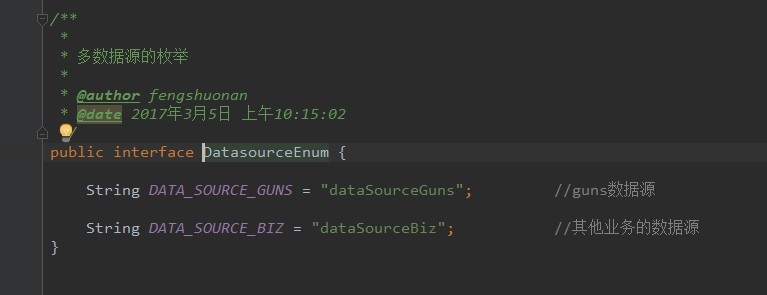 /**
*
* 多数据源的枚举
*
* @author fengshuonan
* @date 2017年3月5日 上午10:15:02
*/
public interface DatasourceEnum {
String DATA_SOURCE_GUNS = "dataSourceGuns"; //guns数据源
String DATA_SOURCE_BIZ = "dataSourceBiz"; //其他业务的数据源
}